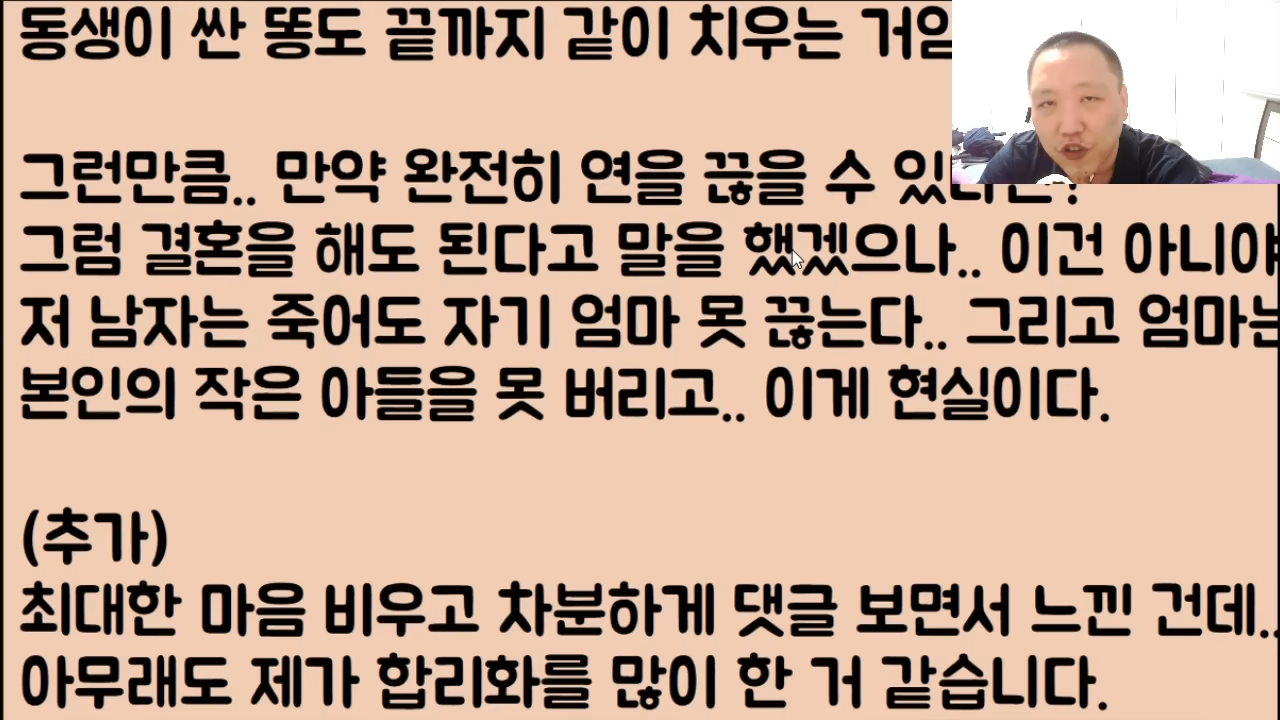 동생이 싼 똥도 끝까지 같이 치우는
그런만큼.. 만약 완전히 연을 끊을 수
그럼 결혼을 해도 된다고 말을 했겠으나.. 이건 아니야
저 남자는 죽어도 자기 엄마 못 끊는다.. 그리고 엄마는
본인의 작은 아들을 못 버리고.. 이게 현실이다.
(추가)
최대한 마음 비우고 차분하게 댓글 보면서 느낀 건데..
아무래도 제가 합리화를 많이 한 거 같습니다.